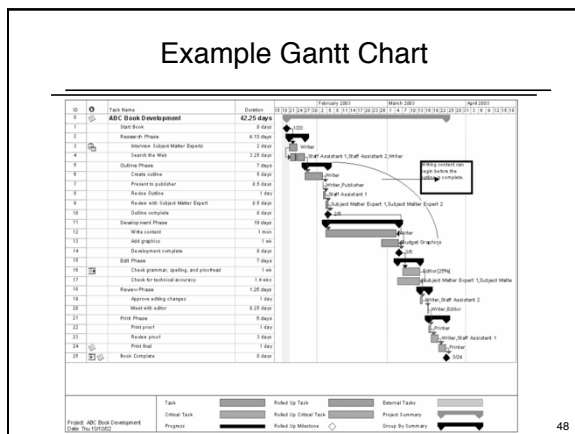 Example Gantt Chart
ID Task Name Duration February 2003 March 2003 April 2003
0 ABC Book Development 42.25 days
1 Start Book 0 days 1/20
2 Research Phase 4.13 days
3 Interview Subject Matter Experts 2 days Writer
4 Search the Web 3.25 days Staff Assistant 1,Staff Assistant 2,Writer
5 Outline Phase 7 days
6 Create outline 5 days Writer
7 Present to publisher 0.5 days Writer,Publisher
8 Review Outline 1 day Staff Assistant 1
9 Review with Subject Matter Expert 0.5 days Subject Matter Expert 1,Subject Matter Expert 2
10 Outline complete 0 days 2/5
11 Development Phase 19 days
12 Write content 1 mon Writer
13 Add graphics 1 wk Budget Graphics
14 Development complete 0 days 3/5
15 Edit Phase 7 days
16 Check grammar, spelling, and proofread 1 wk Editor[25%]
17 Check for technical accuracy 1.4 wks Subject Matter Expert 1,Subject Matte
18 Review Phase 1.25 days
19 Approve editing changes 1 day Writer,Staff Assistant 2
20 Meet with editor 0.25 days Writer,Editor
21 Print Phase 5 days
22 Print proof 1 day Printer
23 Review proof 3 days Writer,Staff Assistant 1
24 Print final 1 day Printer
25 Book Complete 0 days 3/24
Writing content can
begin before the
outline is complete.
Task Rolled Up Task External Tasks
Critical Task Rolled Up Critical Task Project Summary
Progress Rolled Up Milestone Group By Summary
Project: ABC Book Development
Date: Thu 10/10/02
48